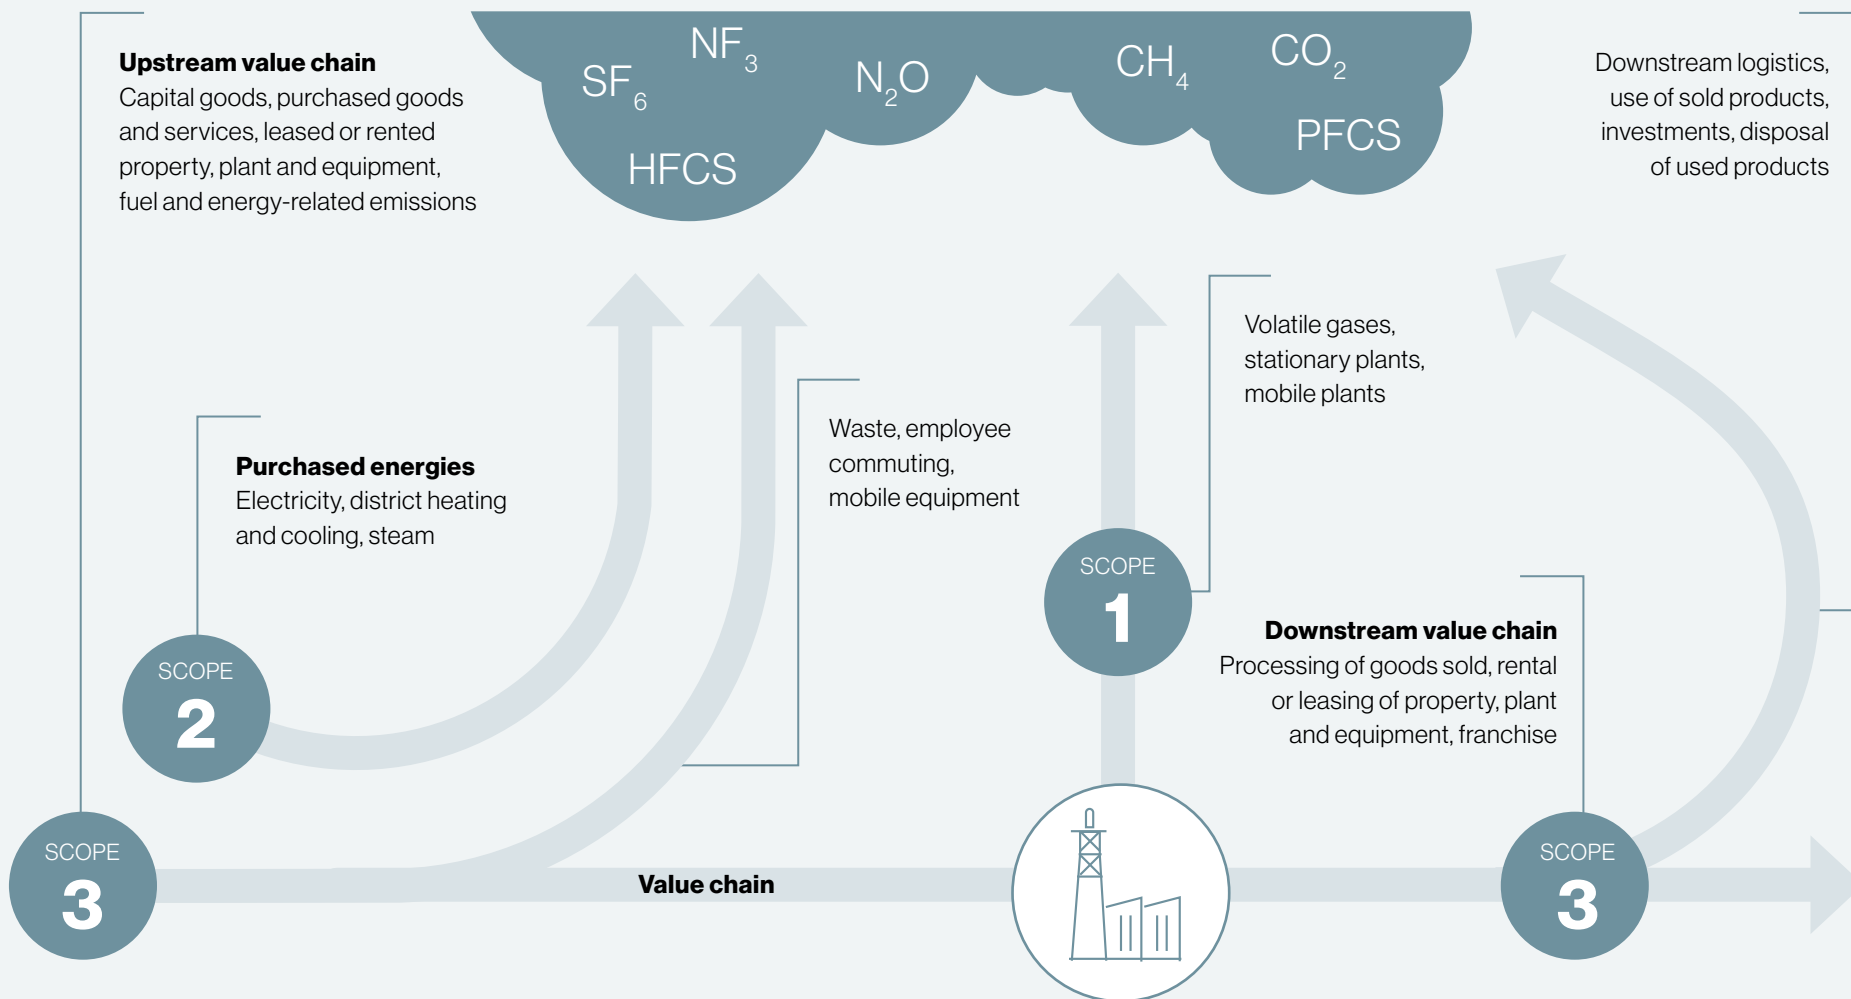 Upstream value chain
Capital goods, purchased goods
and services, leased or rented
property, plant and equipment,
fuel and energy-related emissions
SF₆
NF₃
N₂O
HFCS
CH₄
CO₂
PFCS
Downstream logistics,
use of sold products,
investments, disposal
of used products
Volatile gases,
stationary plants,
mobile plants
Waste, employee
commuting,
mobile equipment
Purchased energies
Electricity, district heating
and cooling, steam
SCOPE
1
Downstream value chain
Processing of goods sold, rental
or leasing of property, plant
and equipment, franchise
SCOPE
2
SCOPE
3
Value chain
SCOPE
3